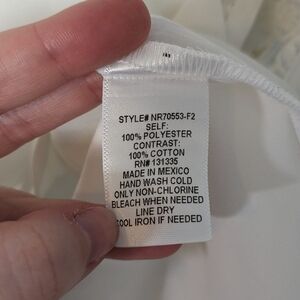 STYLE# NR70553-F2
SELF:
100% POLYESTER
CONTRAST:
100% COTTON
RN# 131335
MADE IN MEXICO
HAND WASH COLD
ONLY NON-CHLORINE
BLEACH WHEN NEEDED
LINE DRY
COOL IRON IF NEEDED